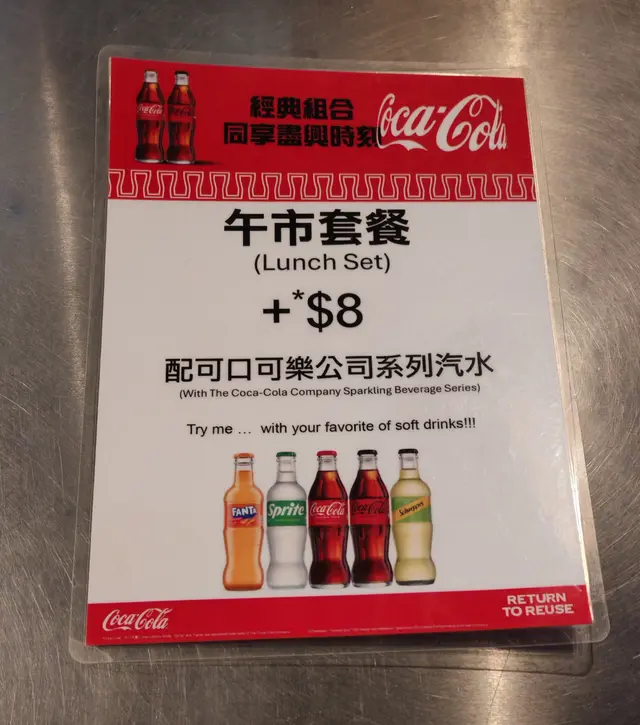 經典組合
同享盡興時刻
Coca-Cola
午市套餐
(Lunch Set)
+*$8
配可口可樂公司系列汽水
(With The Coca-Cola Company Sparkling Beverage Series)
Try me ... with your favorite of soft drinks!!!
FANTA
Sprite
Coca-Cola
Coca-Cola
Schweppes
Coca-Cola
RETURN
TO REUSE